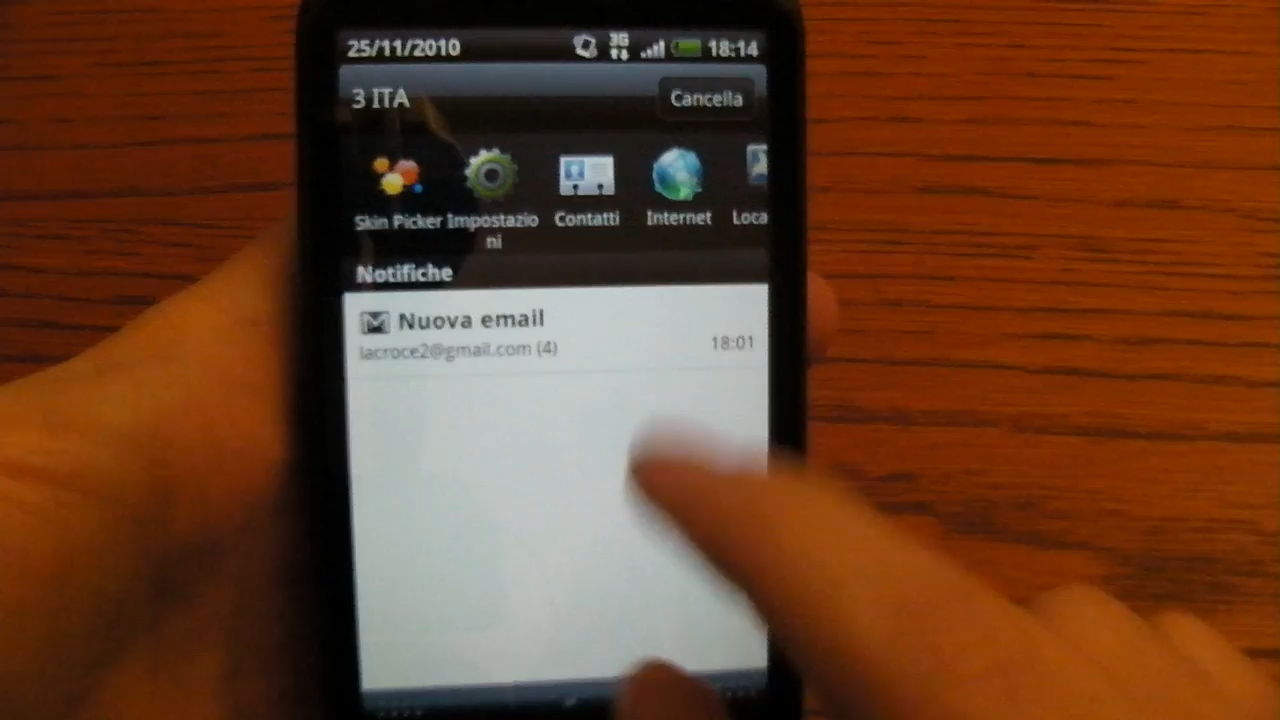 25/11/2010 3G 18:14
3 ITA Cancella
Skin Picker Impostazio Contatti Internet Loca
ni
Notifiche
Nuova email
lacroce2@gmail.com (4) 18:01